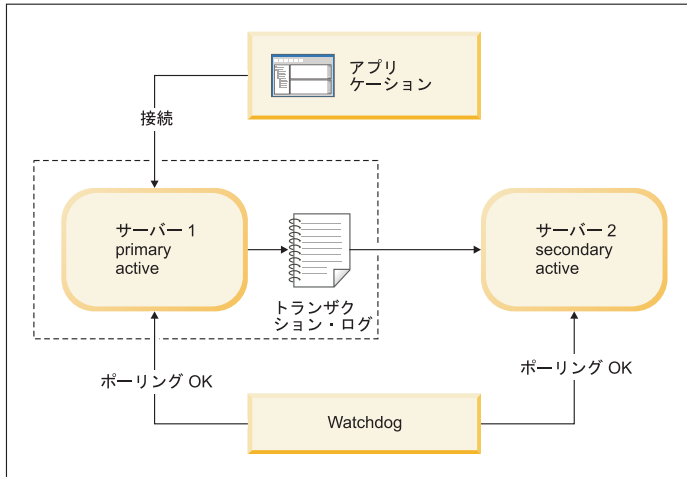 アプリ
ケーション
接続
サーバー 1
primary
active
トランザク
ション・ログ
サーバー 2
secondary
active
ポーリング OK
ポーリング OK
Watchdog